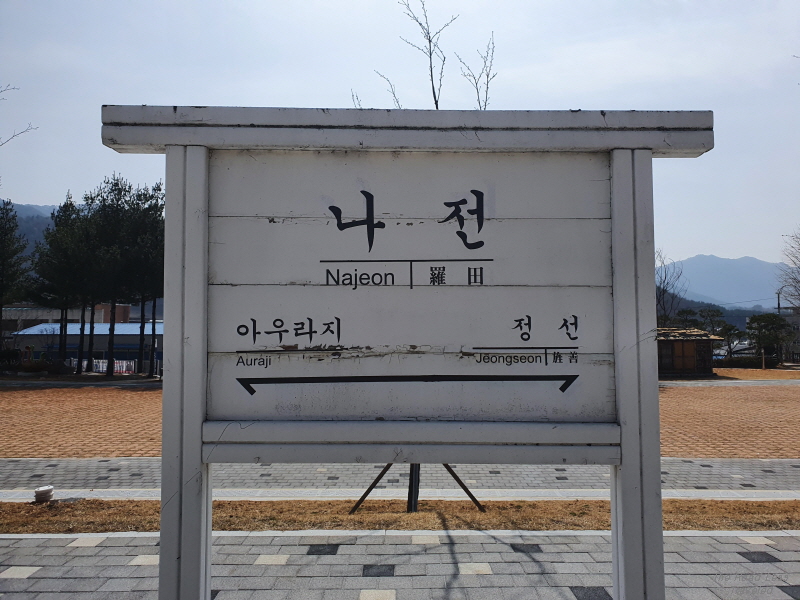 나 전
Najeon 羅 田
아우라지 정 선
Auraji Jeongseon 旌 善